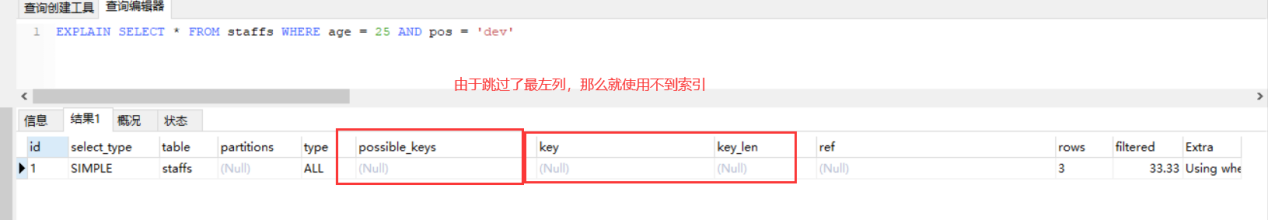 查询创建工具 查询编辑器
1 EXPLAIN SELECT * FROM staffs WHERE age = 25 AND pos = 'dev'
由于跳过了最左列，那么就使用不到索引
信息 结果1 概况 状态
id select_type table partitions type possible_keys key key_len ref rows filtered Extra
1 SIMPLE staffs (Null) ALL (Null) (Null) (Null) (Null) 3 33.33 Using whe